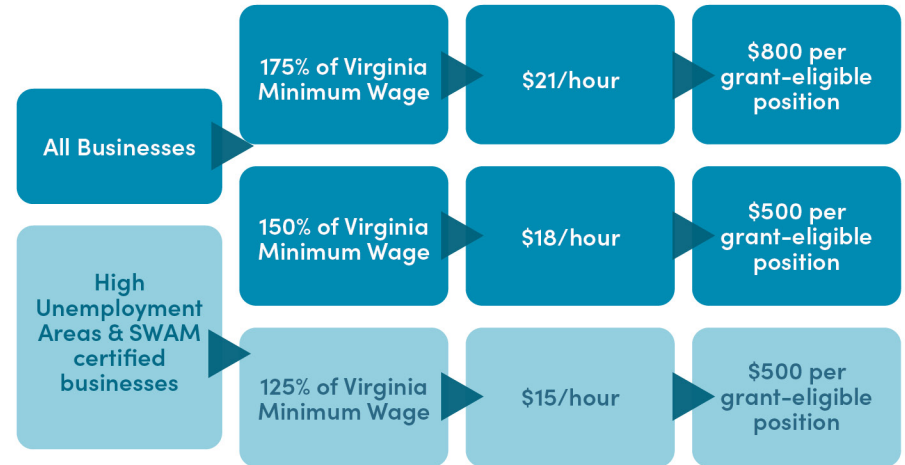 All Businesses
175% of Virginia
Minimum Wage
$21/hour
$800 per
grant-eligible
position
150% of Virginia
Minimum Wage
$18/hour
$500 per
grant-eligible
position
High
Unemployment
Areas & SWAM
certified
businesses
125% of Virginia
Minimum Wage
$15/hour
$500 per
grant-eligible
position